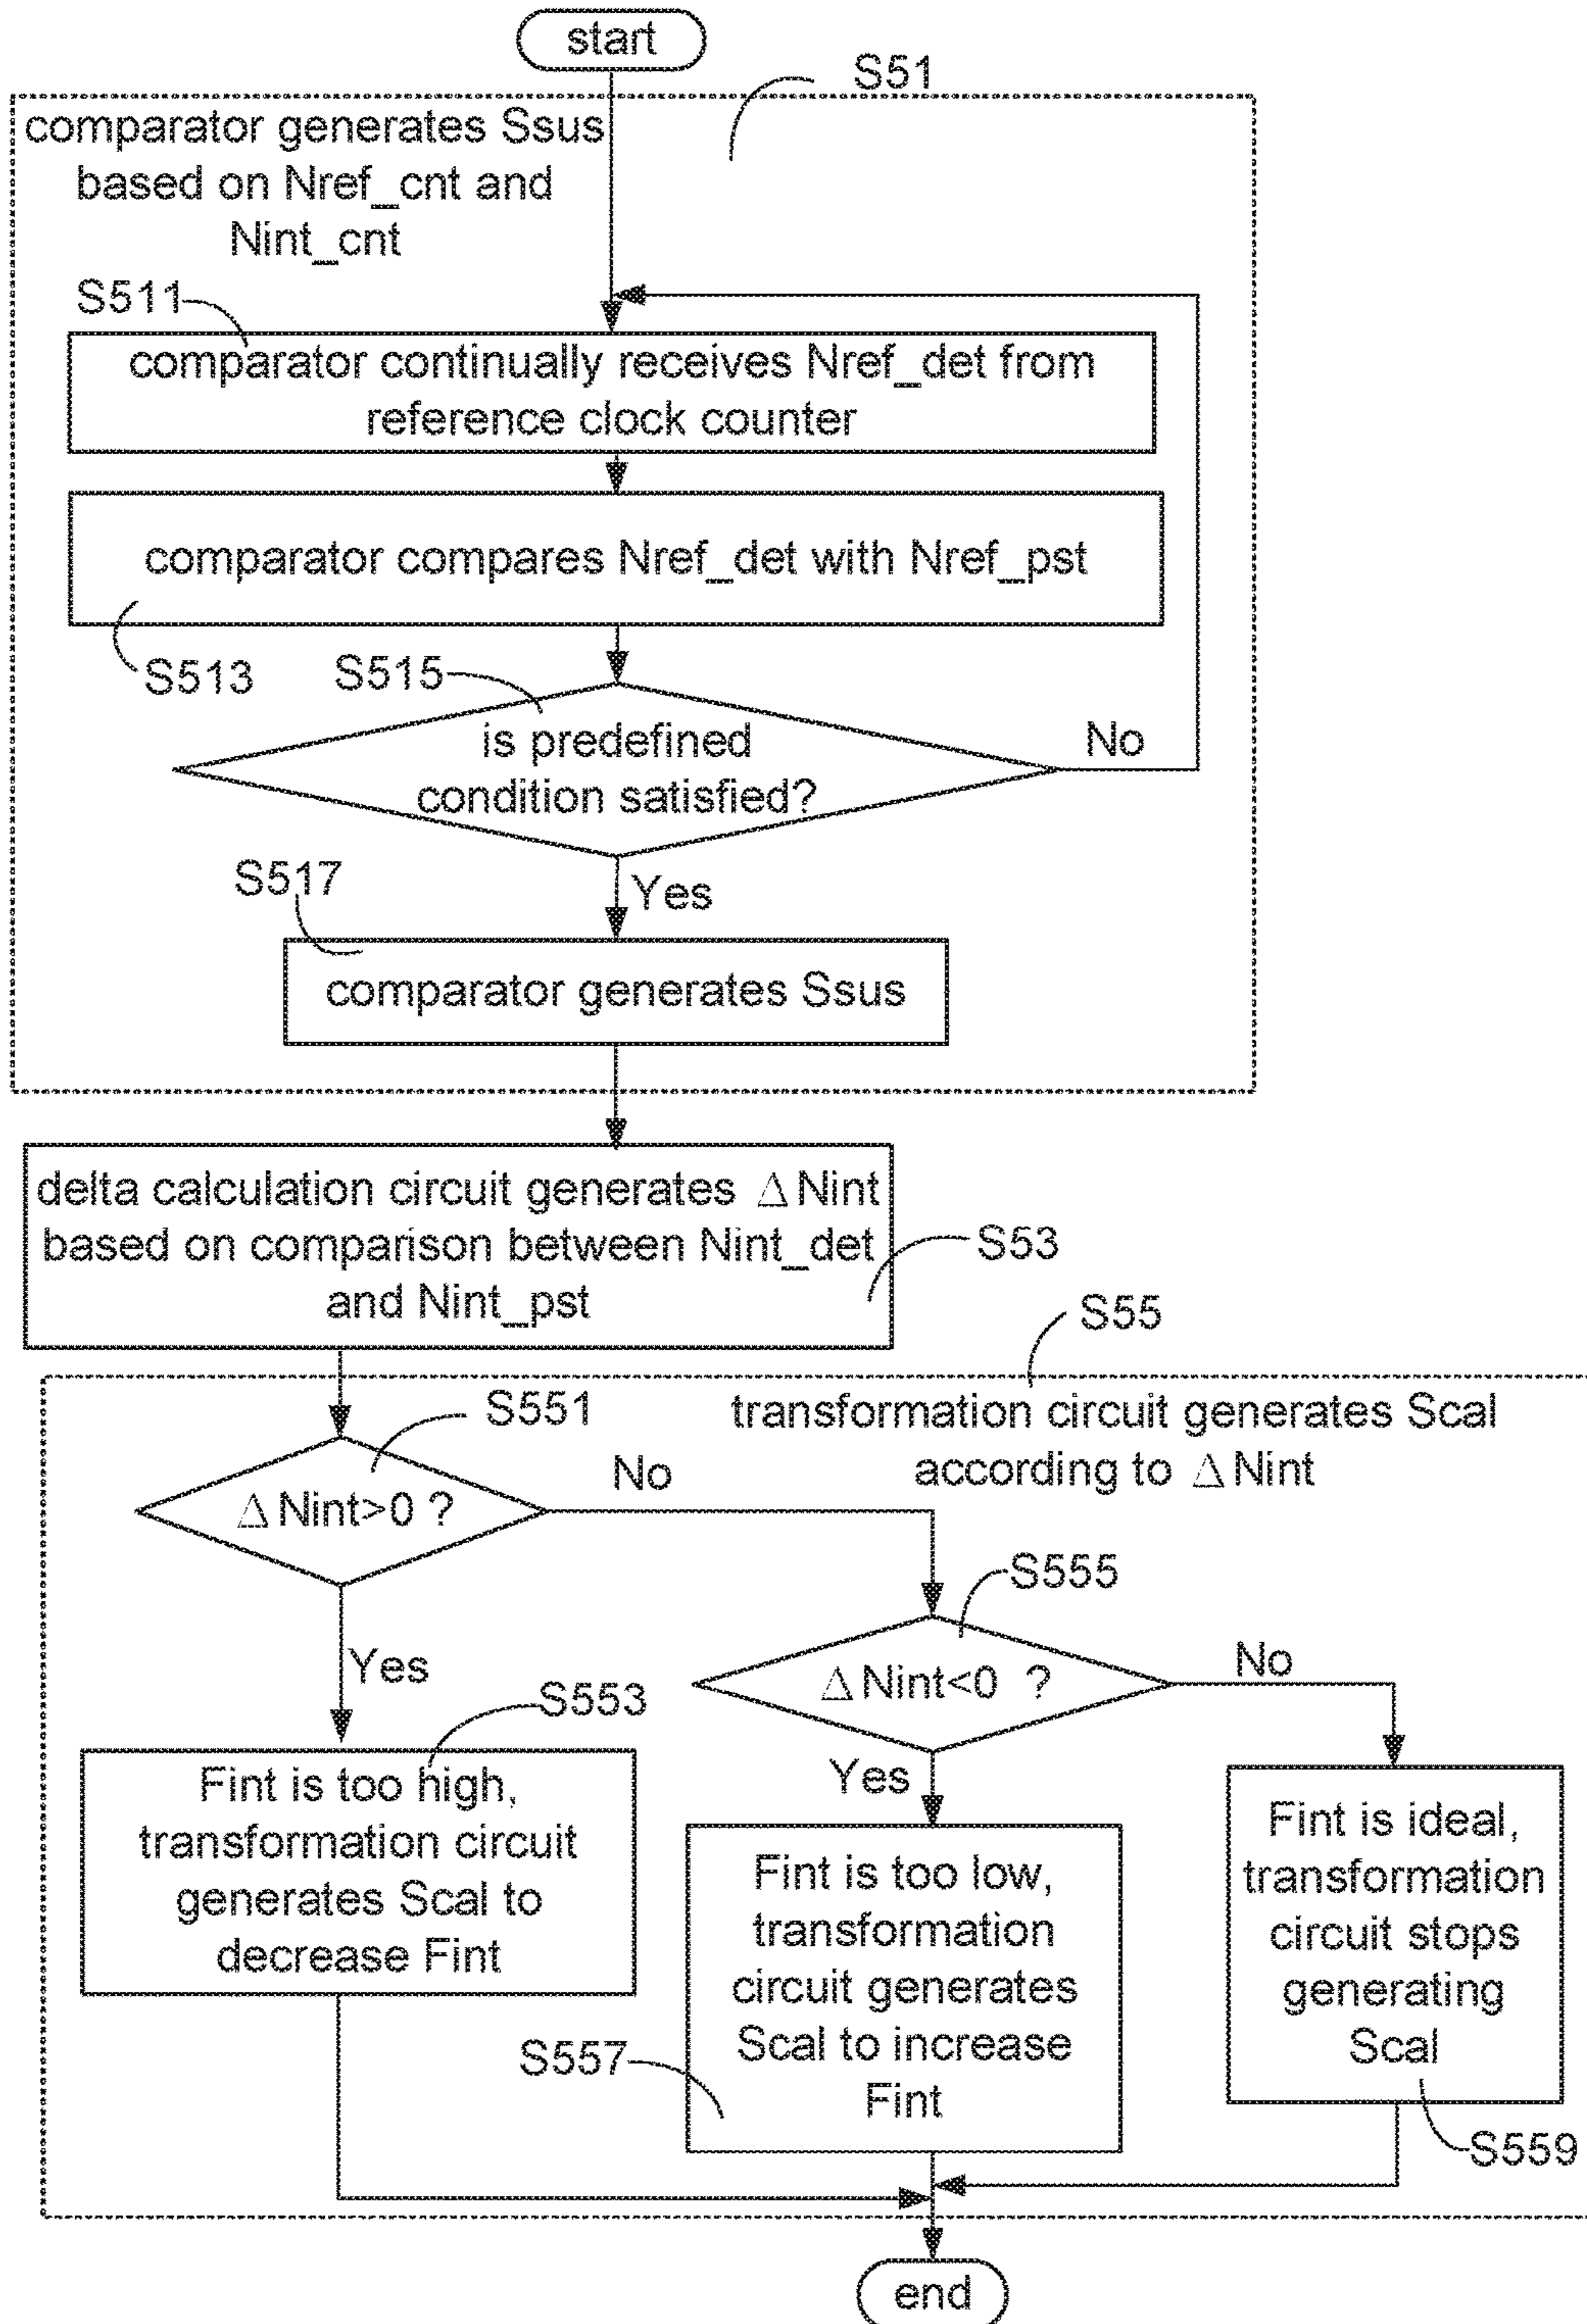 start
S51
comparator generates Ssus
based on Nref_cnt and
Nint_cnt
S511
comparator continually receives Nref_det from
reference clock counter
comparator compares Nref_det with Nref_pst
S513
S515
is predefined
condition satisfied?
No
S517
Yes
comparator generates Ssus
delta calculation circuit generates ΔNint
based on comparison between Nint_det
and Nint_pst
S53
S55
S551
transformation circuit generates Scal
according to ΔNint
ΔNint>0 ?
No
S555
Yes
ΔNint<0 ?
No
S553
Fint is too high,
transformation circuit
generates Scal to
decrease Fint
Yes
Fint is too low,
transformation
circuit generates
Scal to increase
Fint
S557
Fint is ideal,
transformation
circuit stops
generating
Scal
S559
end